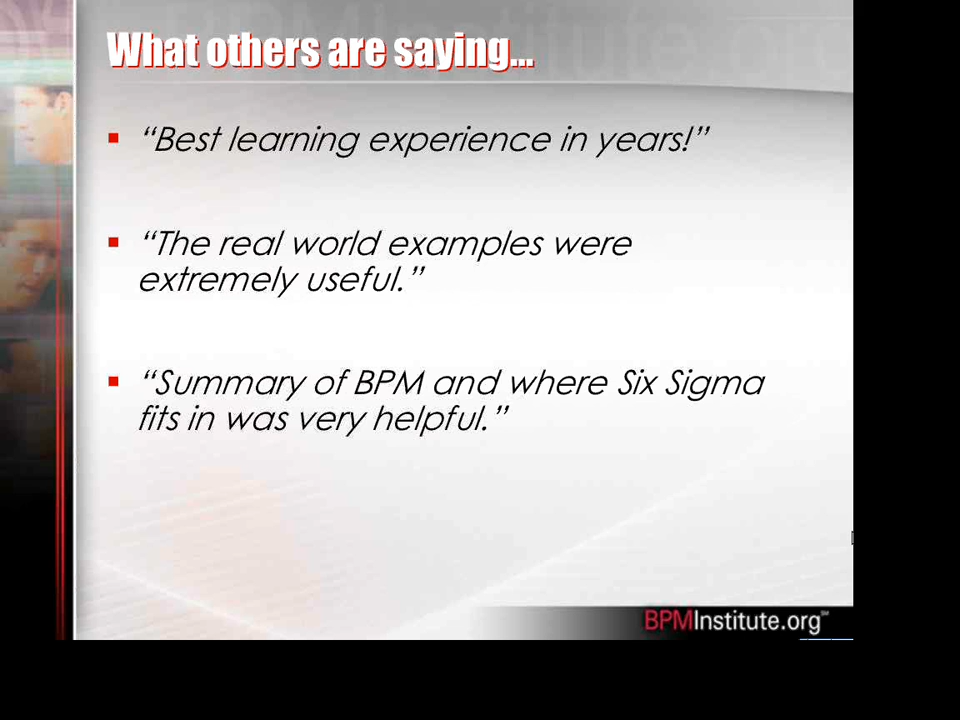 What others are saying...
“Best learning experience in years!”
“The real world examples were
extremely useful.”
“Summary of BPM and where Six Sigma
fits in was very helpful.”
BPMInstitute.org℠